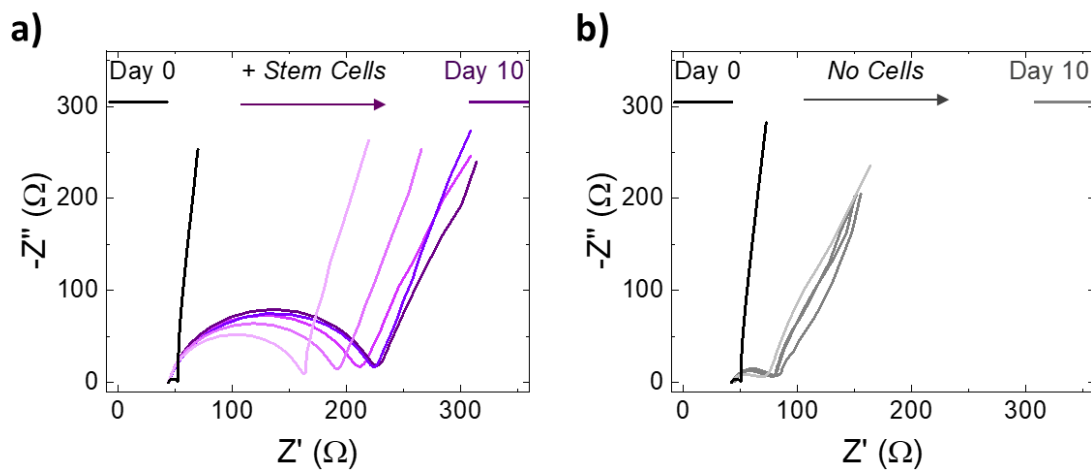 a)
Day 0 + Stem Cells Day 10
300
200
100
0
-Z" (Ω)
0 100 200 300
Z' (Ω)
b)
Day 0 No Cells Day 10
300
200
100
0
-Z" (Ω)
0 100 200 300
Z' (Ω)